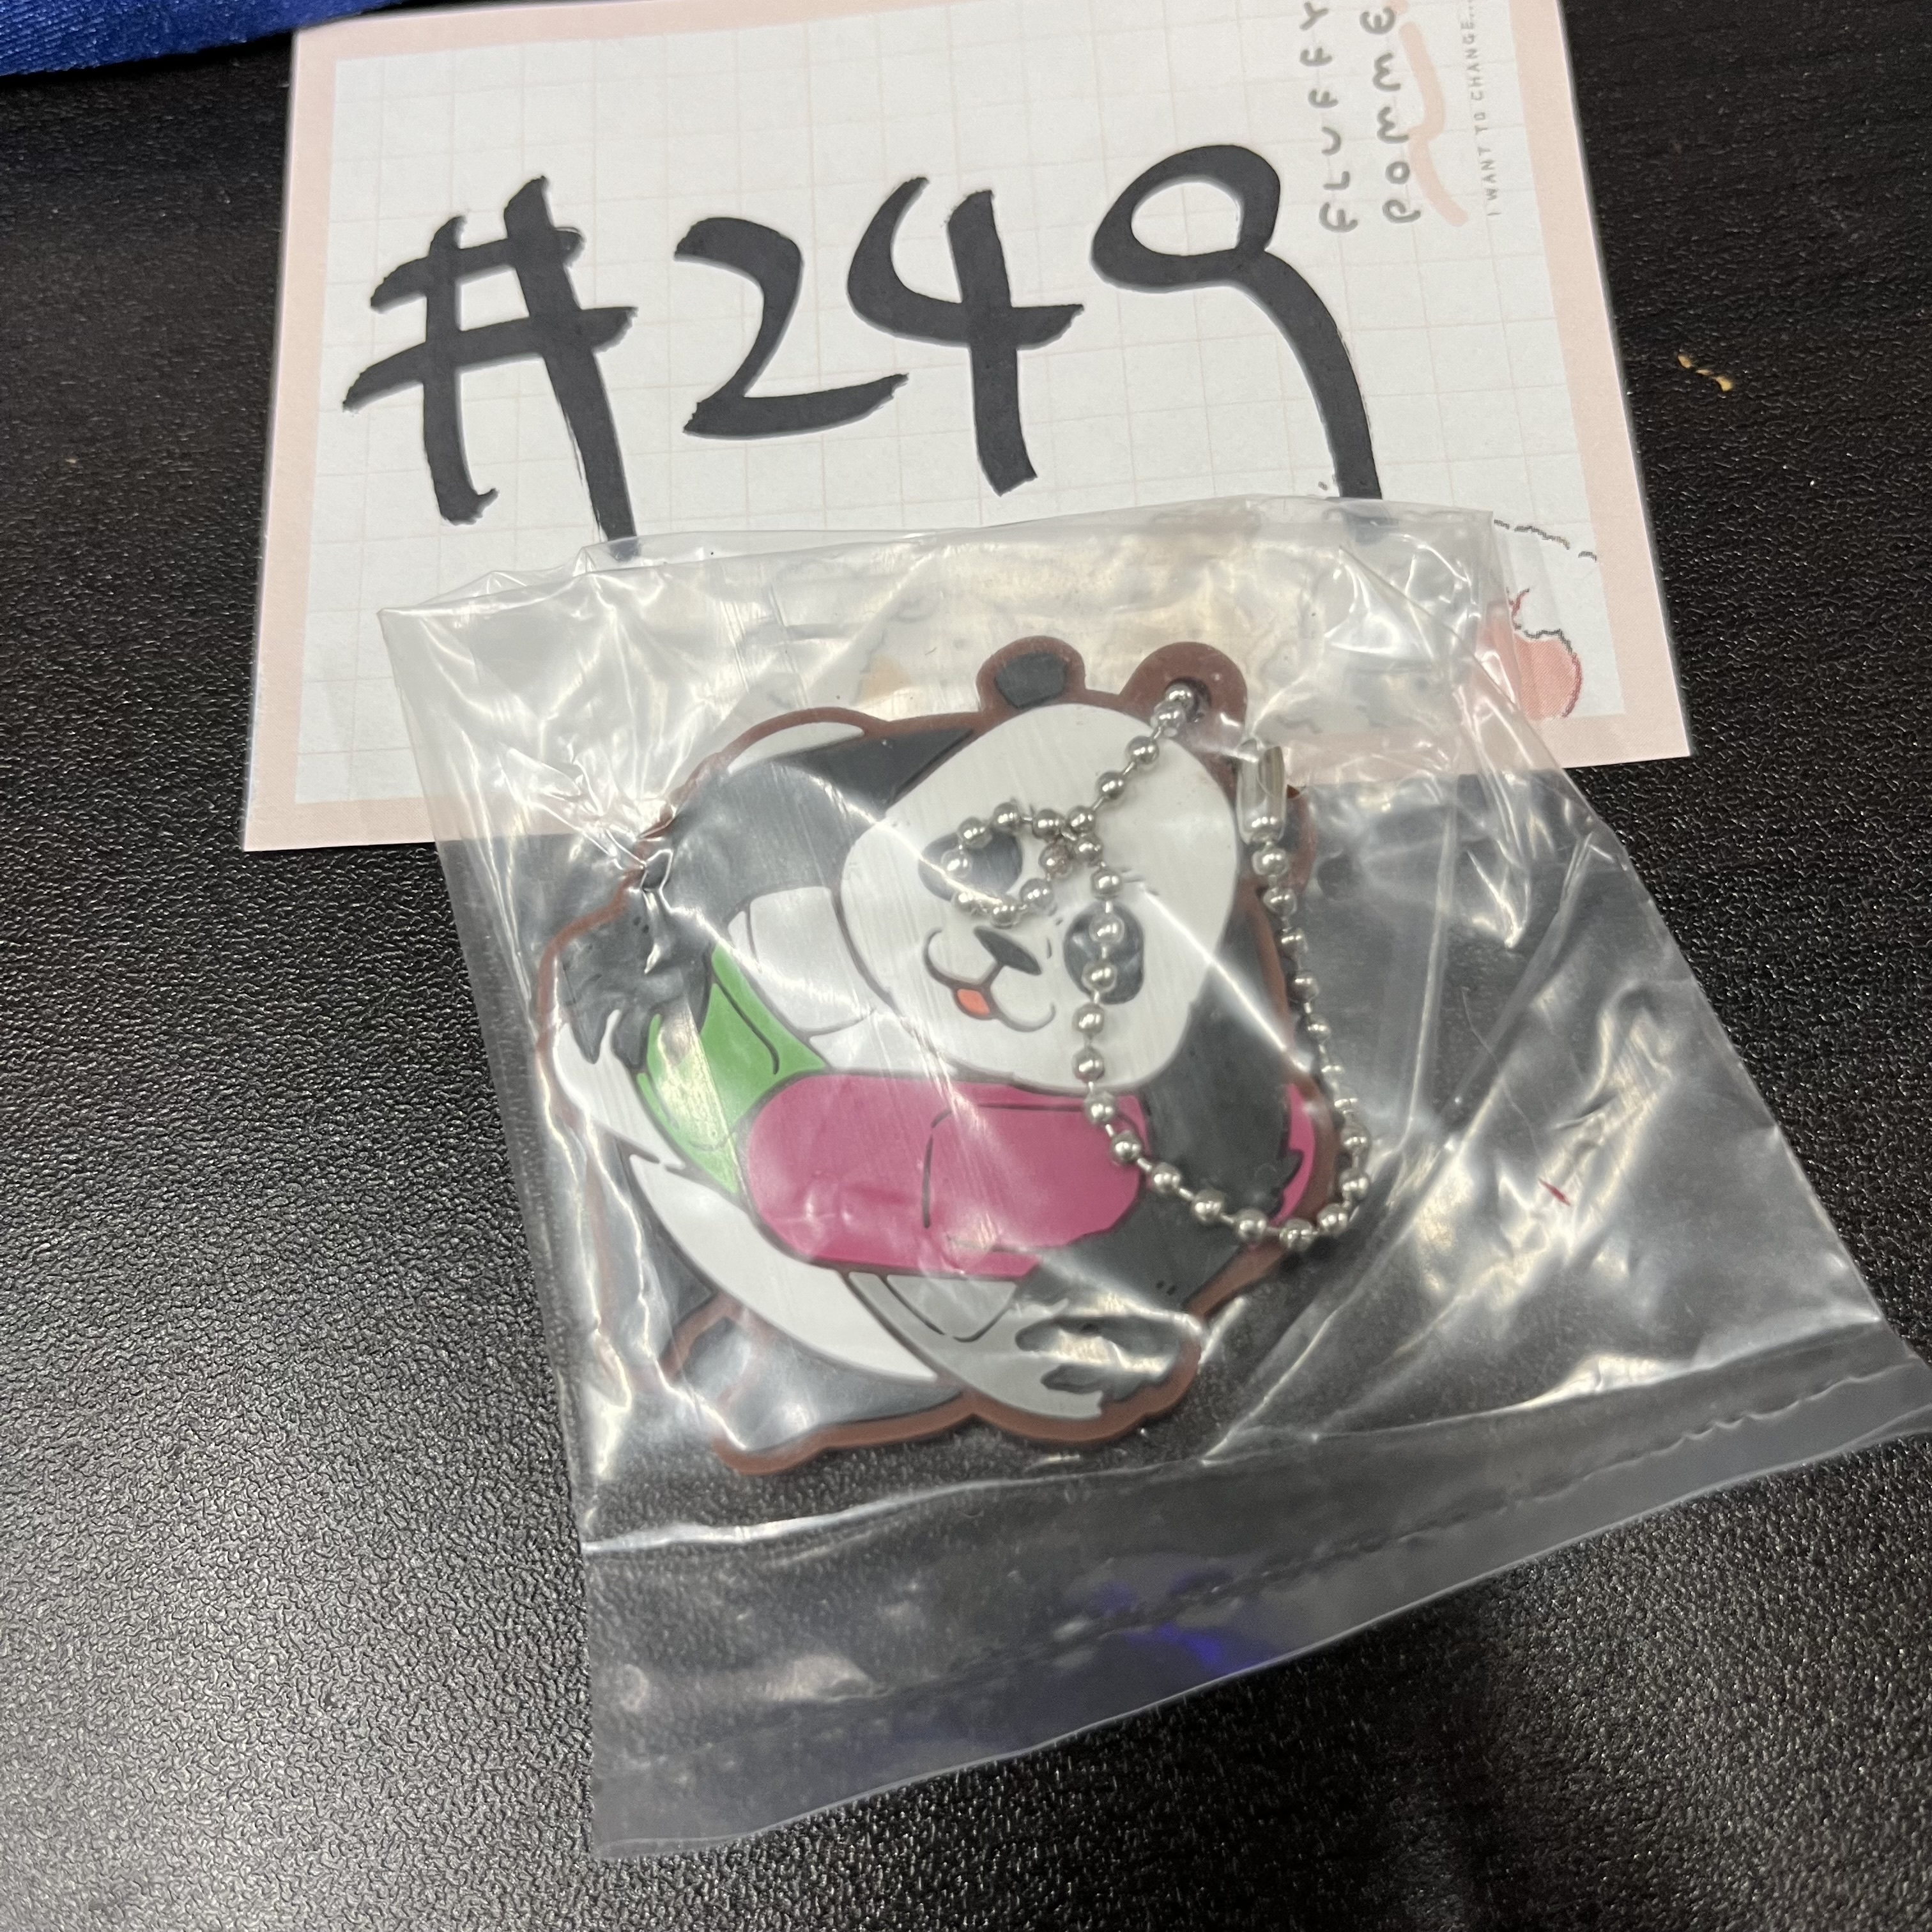 #249
FLUFFY
POMME
I WANT TO CHANGE...